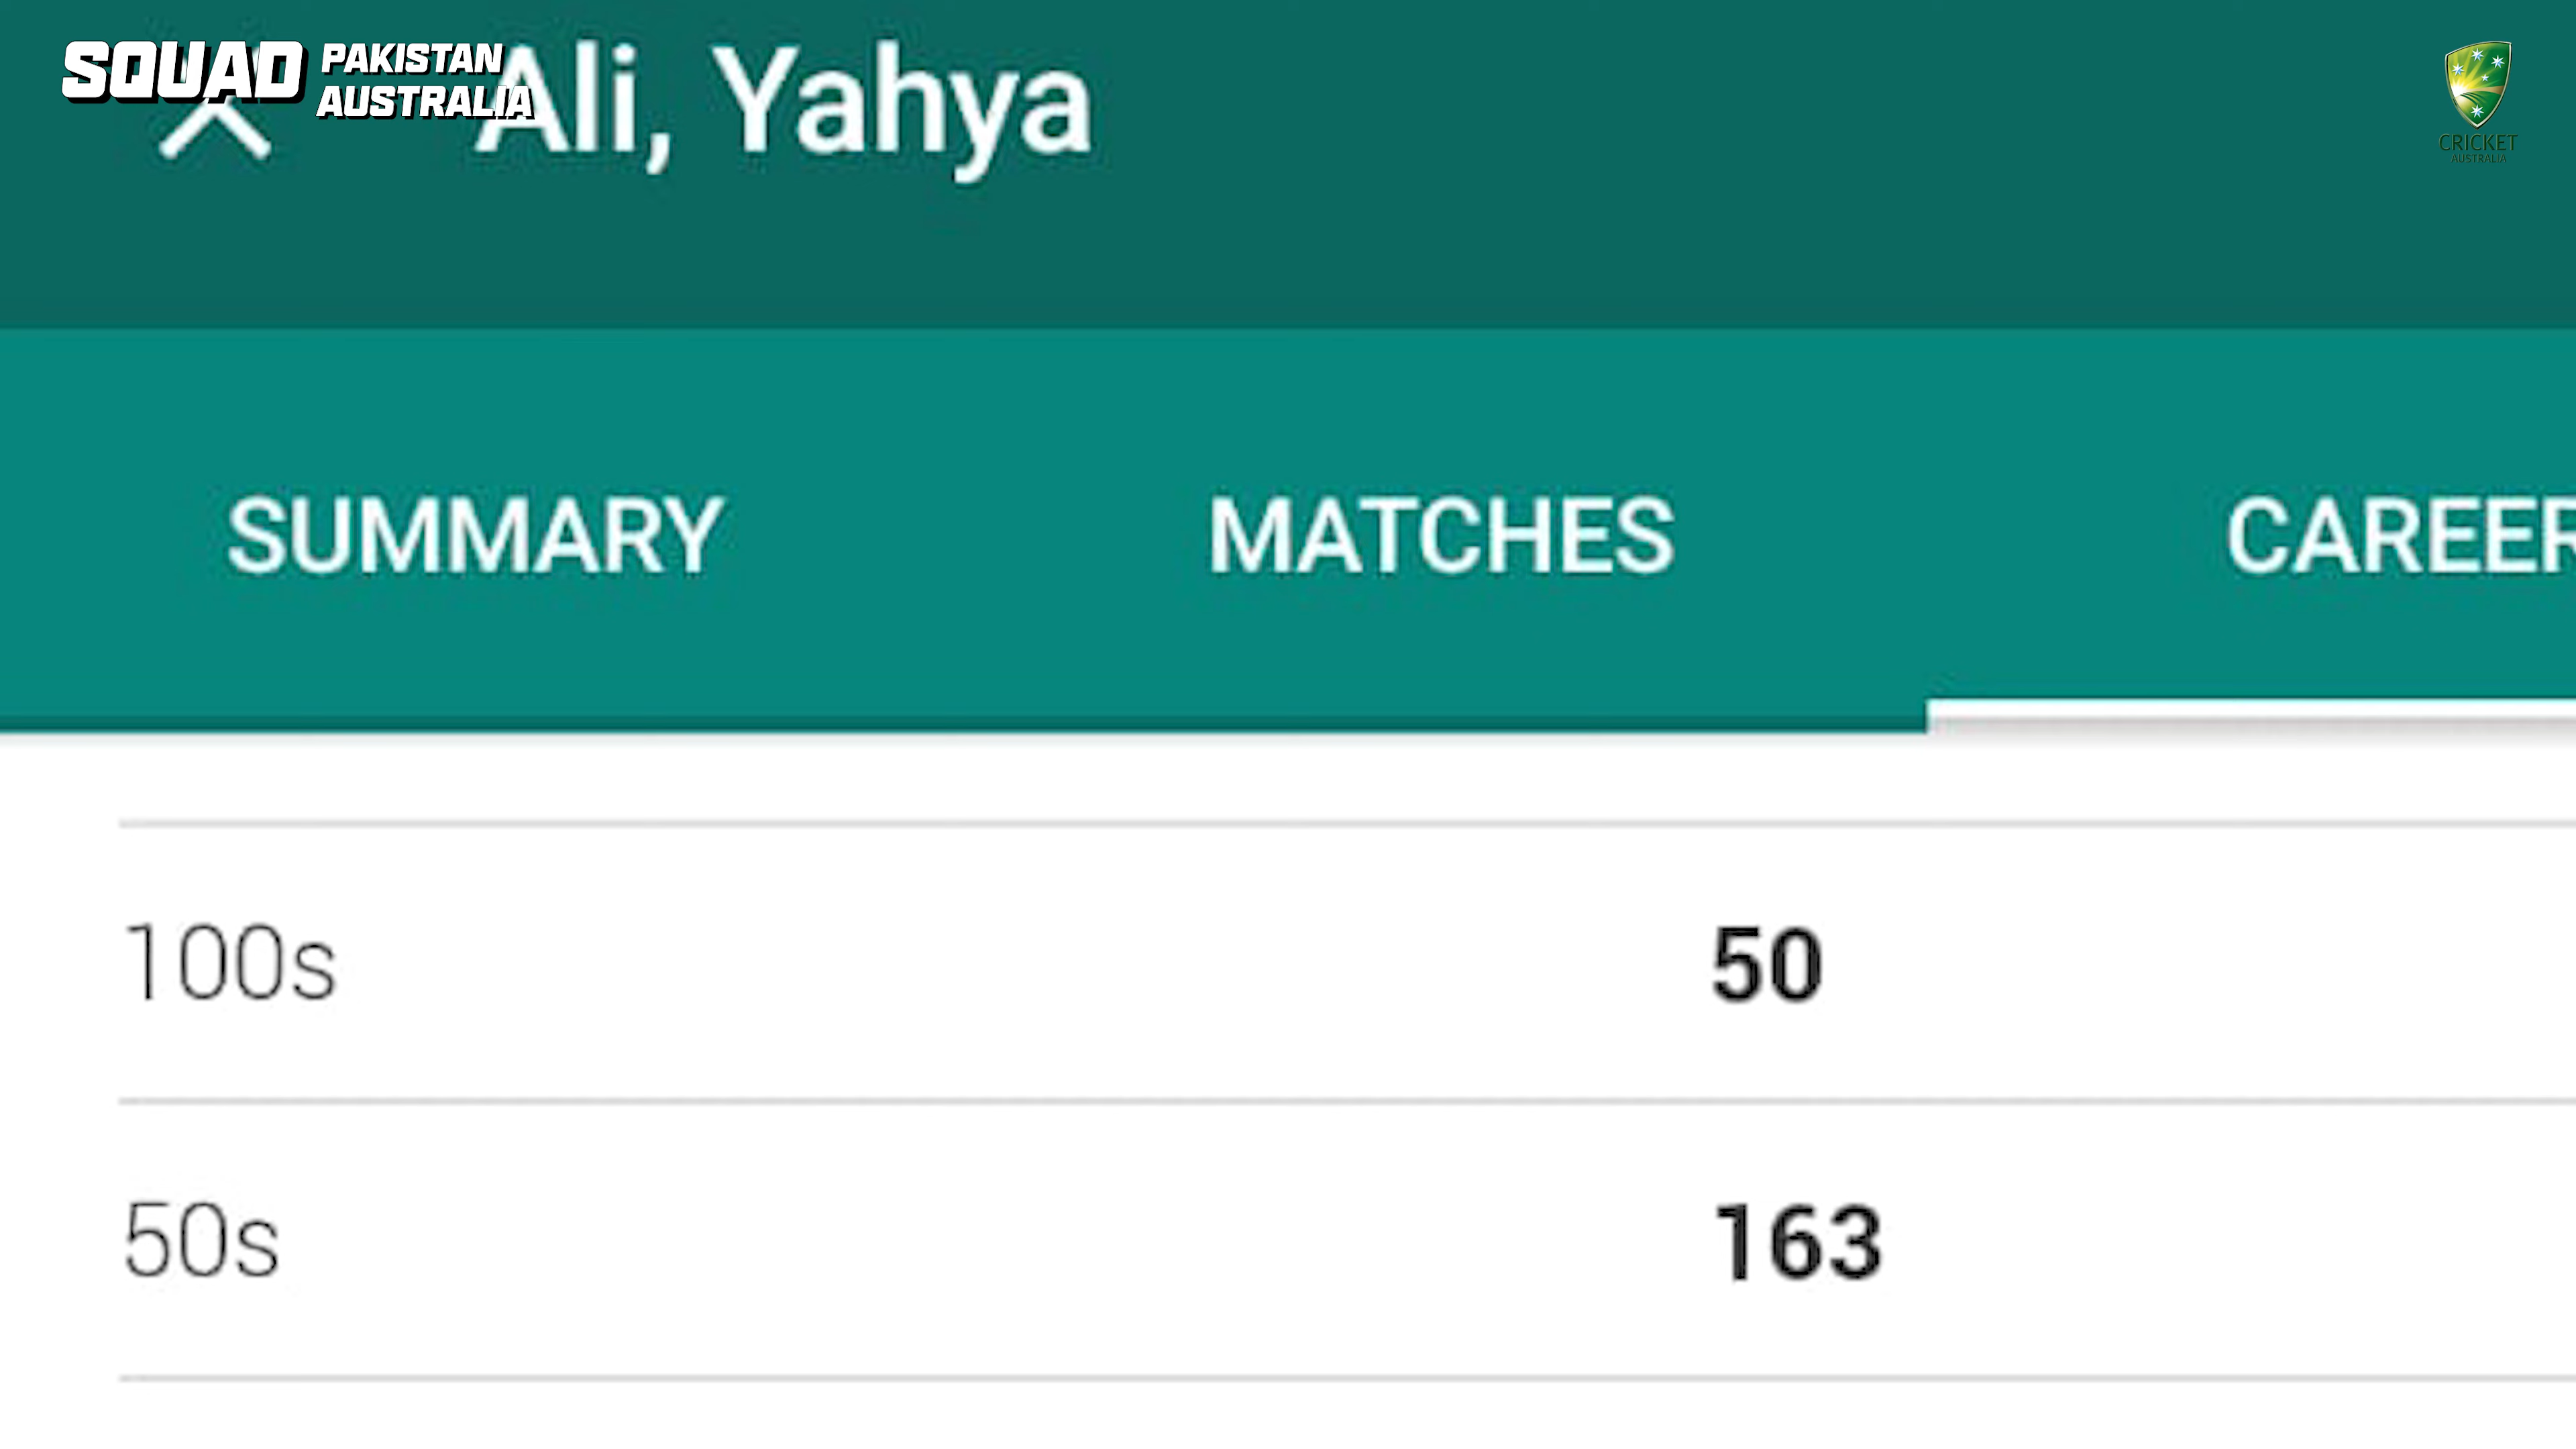 SQUAD PAKISTAN
AUSTRALIA
Ali, Yahya
CRICKET
AUSTRALIA
SUMMARY MATCHES CAREER
100s 50
50s 163